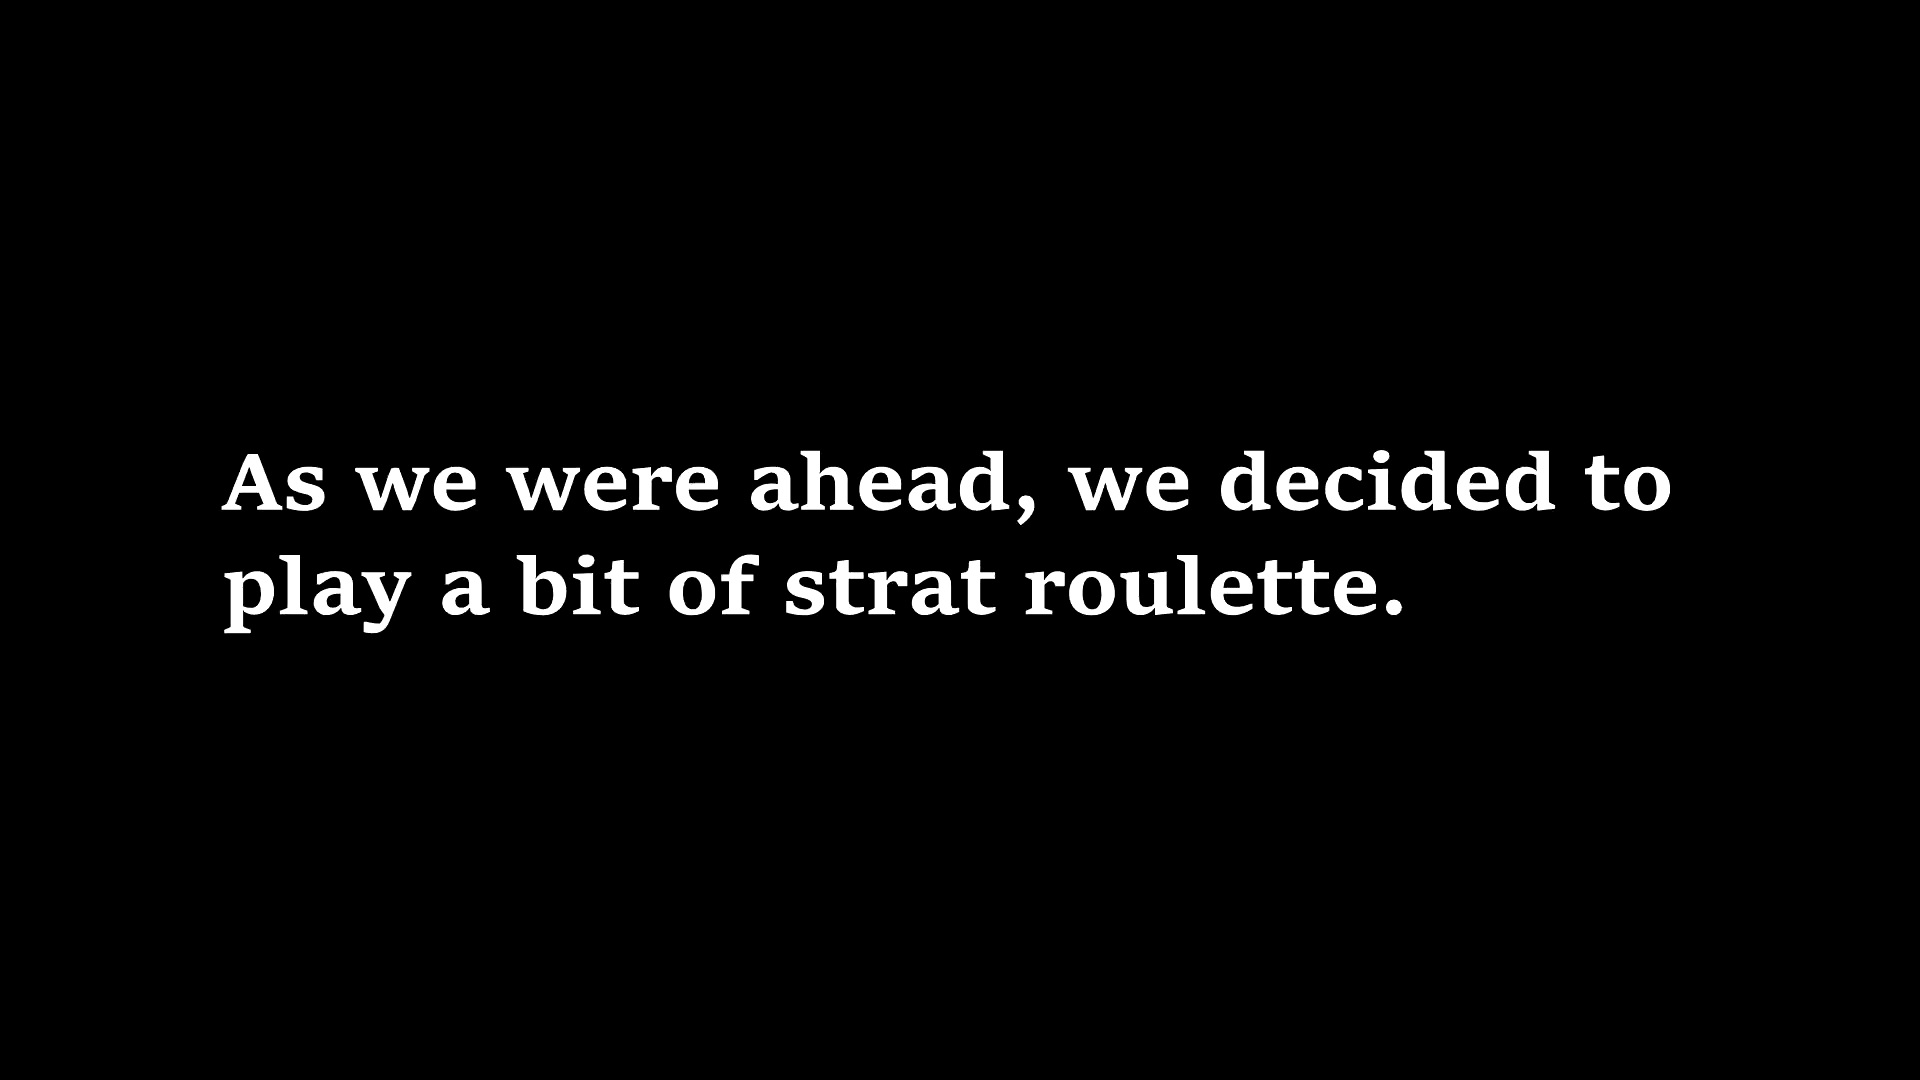 As we were ahead, we decided to
play a bit of strat roulette.